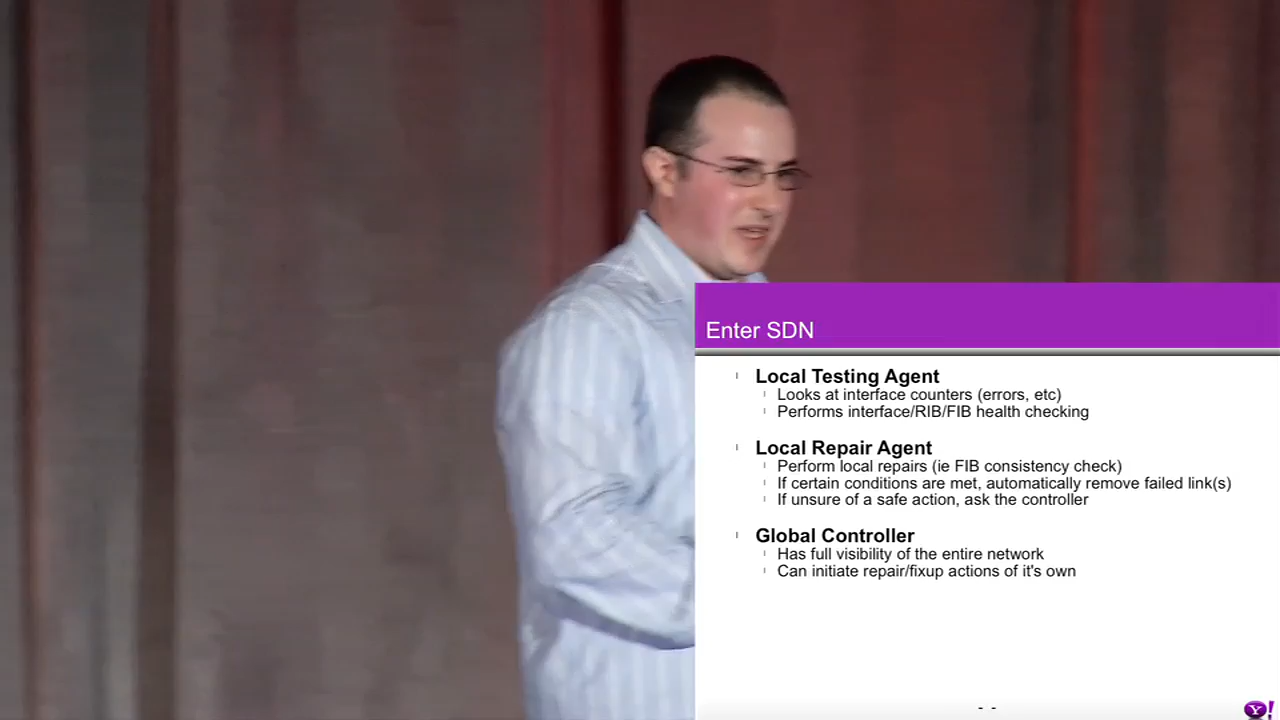 Enter SDN
Local Testing Agent
Looks at interface counters (errors, etc)
Performs interface/RIB/FIB health checking
Local Repair Agent
Perform local repairs (ie FIB consistency check)
If certain conditions are met, automatically remove failed link(s)
If unsure of a safe action, ask the controller
Global Controller
Has full visibility of the entire network
Can initiate repair/fixup actions of it's own
- -
Y!